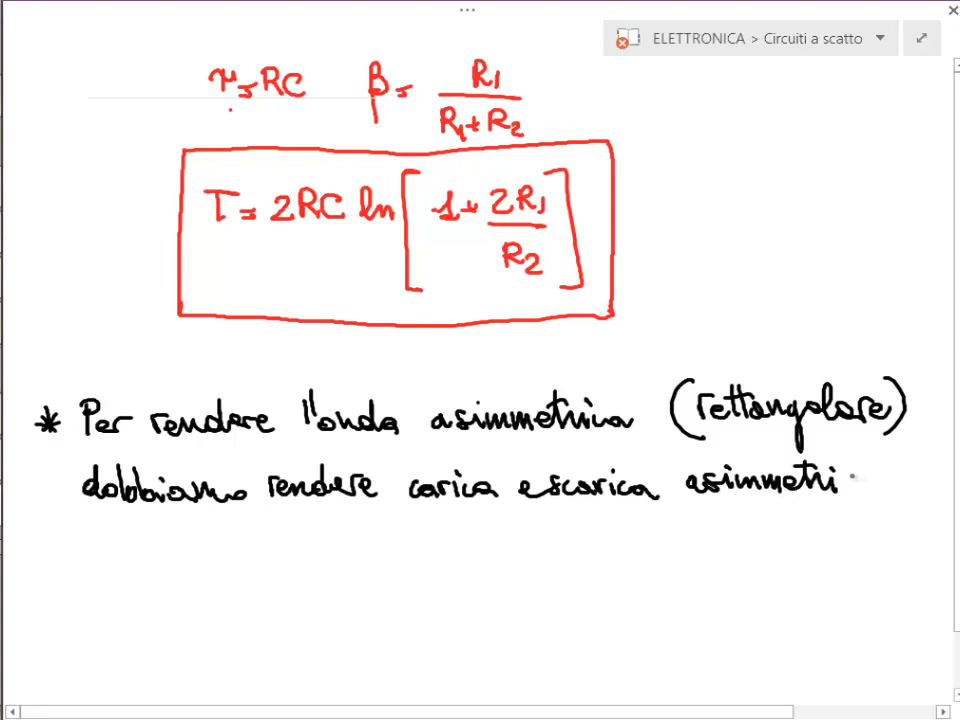 ELETTRONICA > Circuiti a scatto
τ=RC β= R1/(R1+R2)
T= 2RC ln[1+ 2R1/R2]
* Per rendere l'onda asimmetrica (rettangolare)
dobbiamo rendere carica e scarica asimmetri